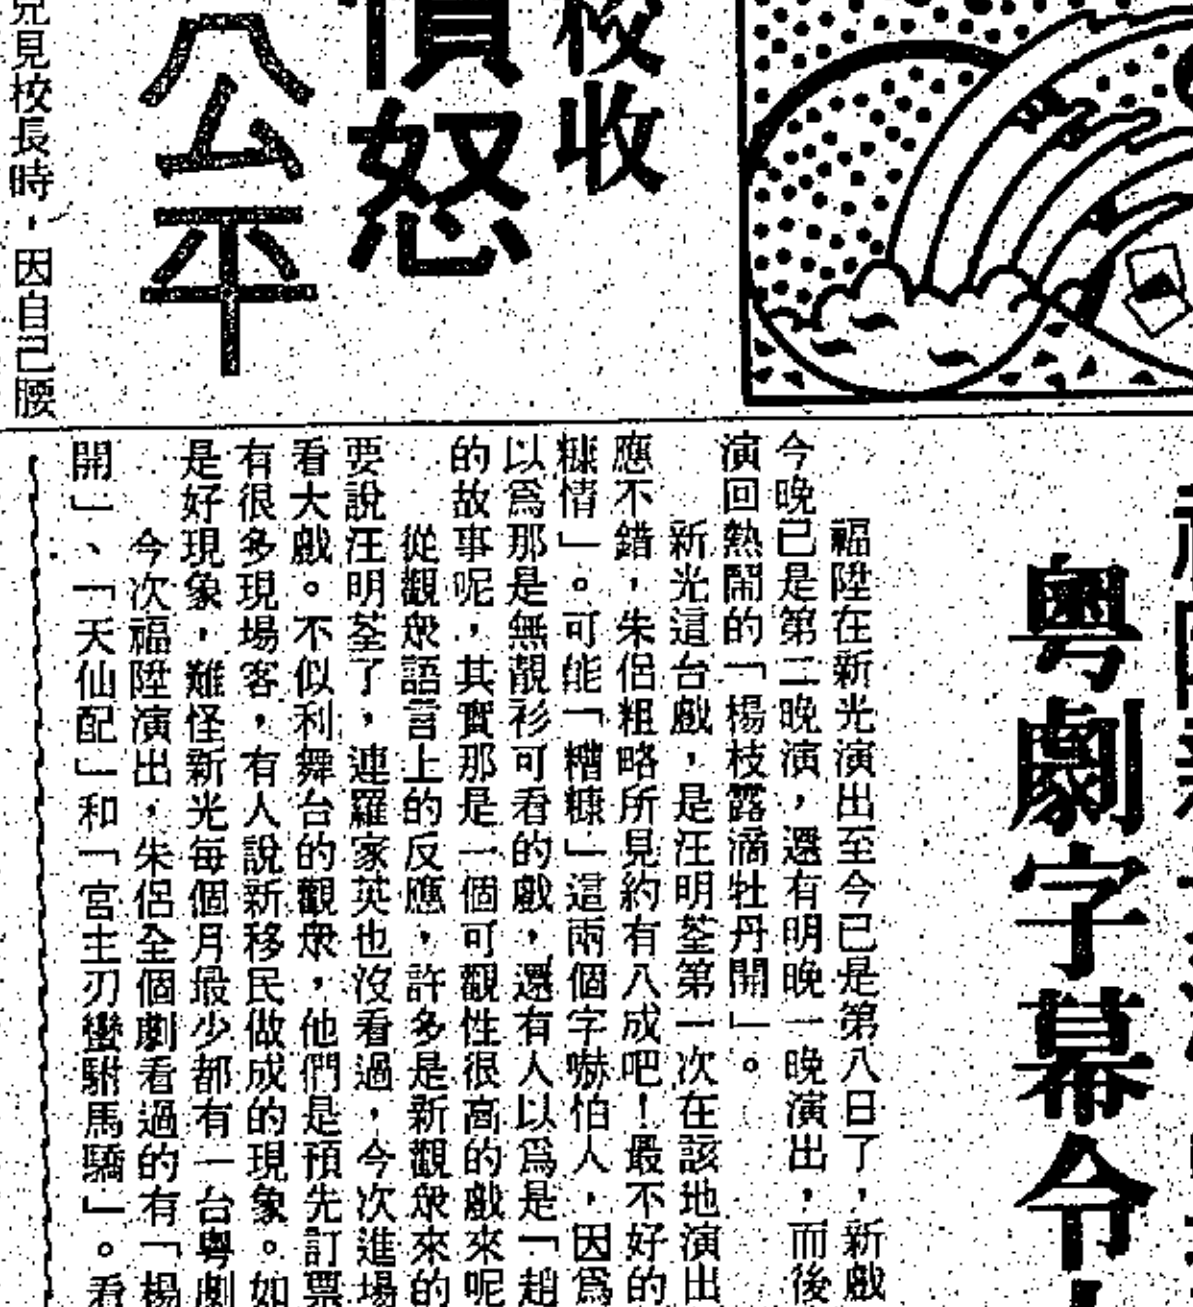 校收
憤怒
公平
見校長時，因自己腰
粵劇字幕令人
福陞在新光演出至今已是第八日了，新戲
今晚已是第二晚演，還有明晚一晚演出，而後
演回熱鬧的「楊枝露滴牡丹開」。
新光這台戲，是汪明荃第一次在該地演出
應不錯，朱侶粗略所見約有八成吧！最不好的
糠情」。可能「糟糠」這兩個字嚇怕人，因爲
以爲那是無靚衫可看的戲，還有人以爲是「趙
的故事呢，其實那是一個可觀性很高的戲來呢
從觀衆語言上的反應，許多是新觀衆來的
要說汪明荃了，連羅家英也沒看過，今次進場
看大戲。不似利舞台的觀衆，他們是預先訂票
有很多現場客，有人說新移民做成的現象。如
是好現象，難怪新光每個月最少都有一台粵劇
今次福陞演出，朱侶全個劇看過的有「楊
開」、「天仙配」和「宮主刃蠻駙馬驕」。看